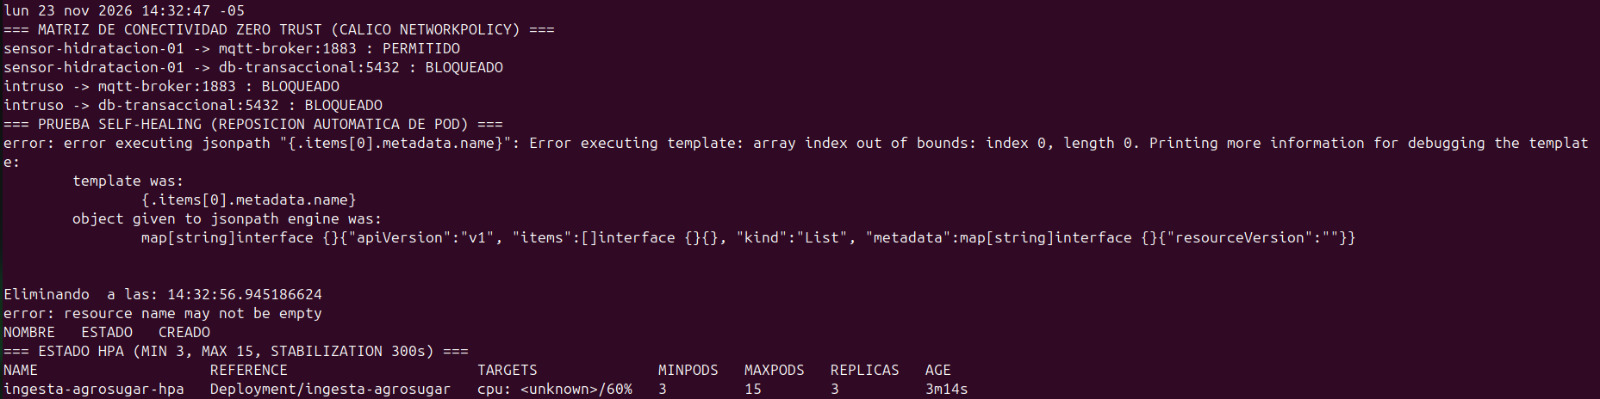 lun 23 nov 2026 14:32:47 -05
=== MATRIZ DE CONECTIVIDAD ZERO TRUST (CALICO NETWORKPOLICY) ===
sensor-hidratacion-01 -> mqtt-broker:1883 : PERMITIDO
sensor-hidratacion-01 -> db-transaccional:5432 : BLOQUEADO
intruso -> mqtt-broker:1883 : BLOQUEADO
intruso -> db-transaccional:5432 : BLOQUEADO
=== PRUEBA SELF-HEALING (REPOSICION AUTOMATICA DE POD) ===
error: error executing jsonpath "{.items[0].metadata.name}": Error executing template: array index out of bounds: index 0, length 0. Printing more information for debugging the templat
e:
        template was:
                {.items[0].metadata.name}
        object given to jsonpath engine was:
                map[string]interface {}{"apiVersion":"v1", "items":[]interface {}{}, "kind":"List", "metadata":map[string]interface {}{"resourceVersion":""}}
Eliminando  a las: 14:32:56.945186624
error: resource name may not be empty
NOMBRE   ESTADO   CREADO
=== ESTADO HPA (MIN 3, MAX 15, STABILIZATION 300s) ===
NAME                    REFERENCE                      TARGETS              MINPODS   MAXPODS   REPLICAS   AGE
ingesta-agrosugar-hpa   Deployment/ingesta-agrosugar   cpu: <unknown>/60%   3         15        3          3m14s